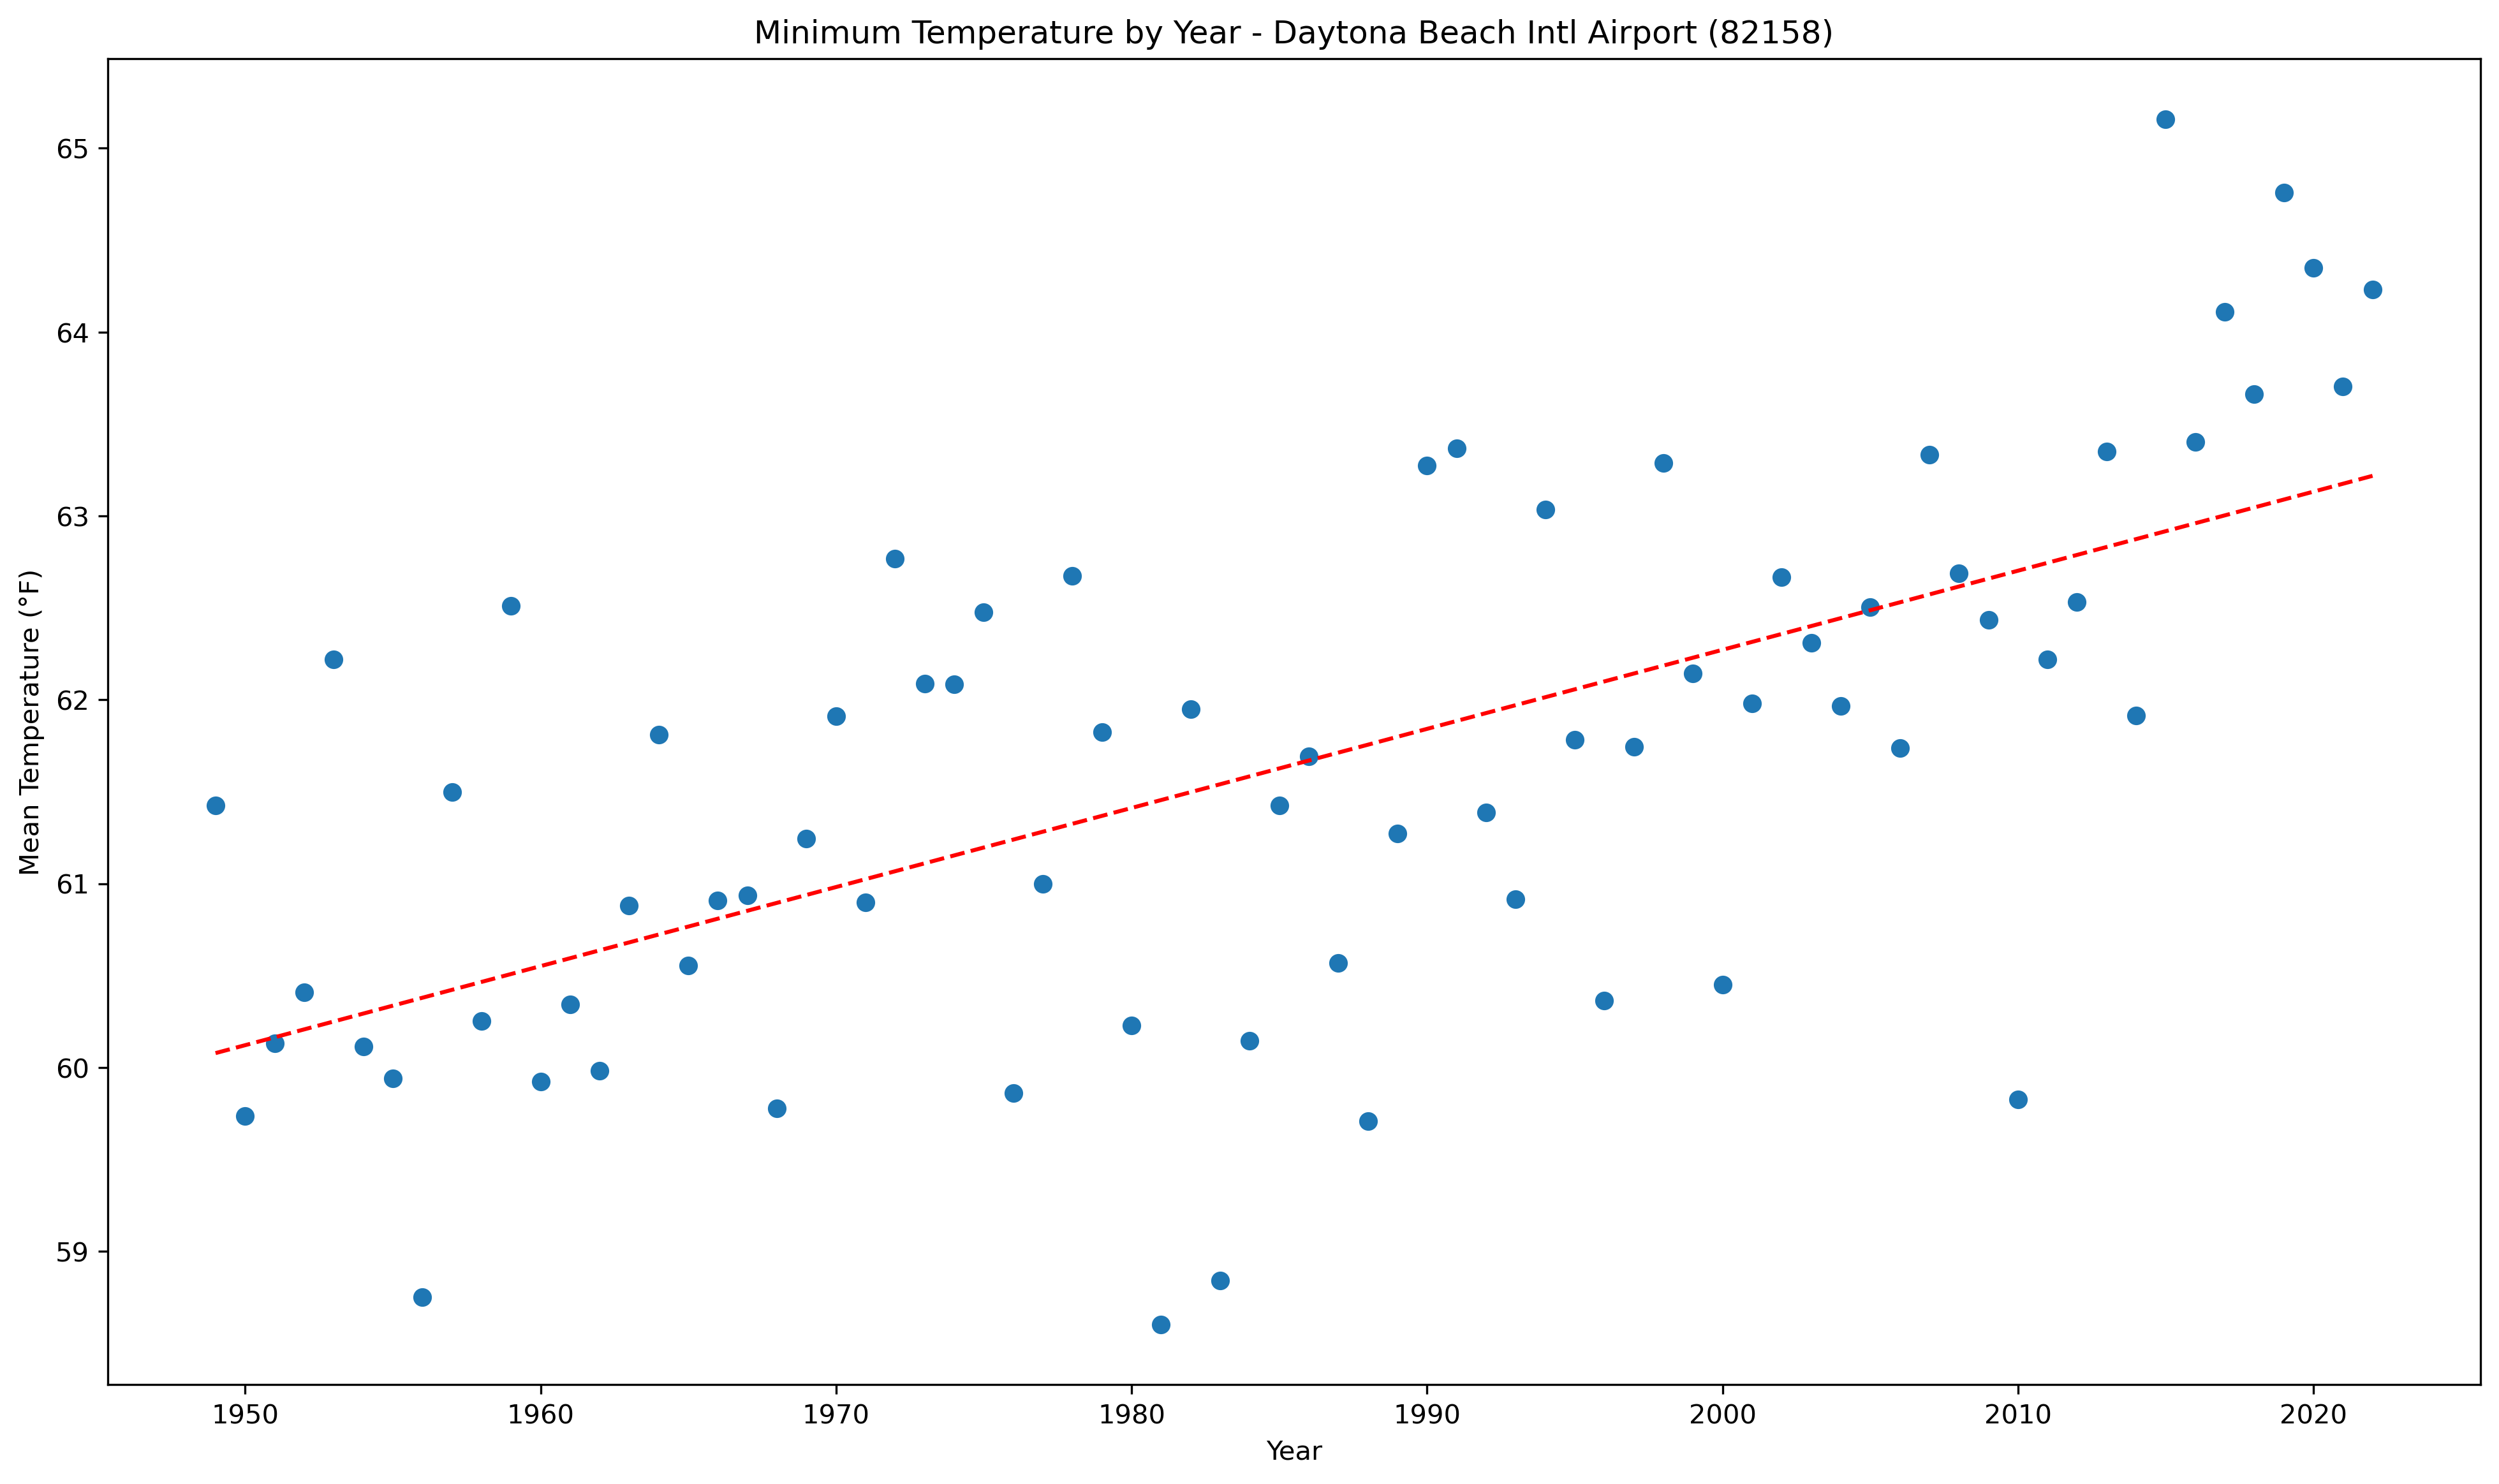 Minimum Temperature by Year - Daytona Beach Intl Airport (82158)
65
64
63
62
61
60
59
Mean Temperature (°F)
1950 1960 1970 1980 1990 2000 2010 2020
Year